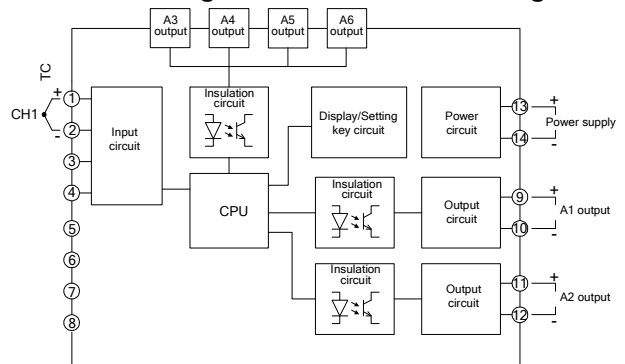 A3
output
A4
output
A5
output
A6
output
TC
CH1
+
-
1
2
3
4
5
6
7
8
Input
circuit
Insulation
circuit
Display/Setting
key circuit
Power
circuit
13
14
+
-
Power supply
CPU
Insulation
circuit
Output
circuit
9
10
+
-
A1 output
Insulation
circuit
Output
circuit
11
12
+
-
A2 output